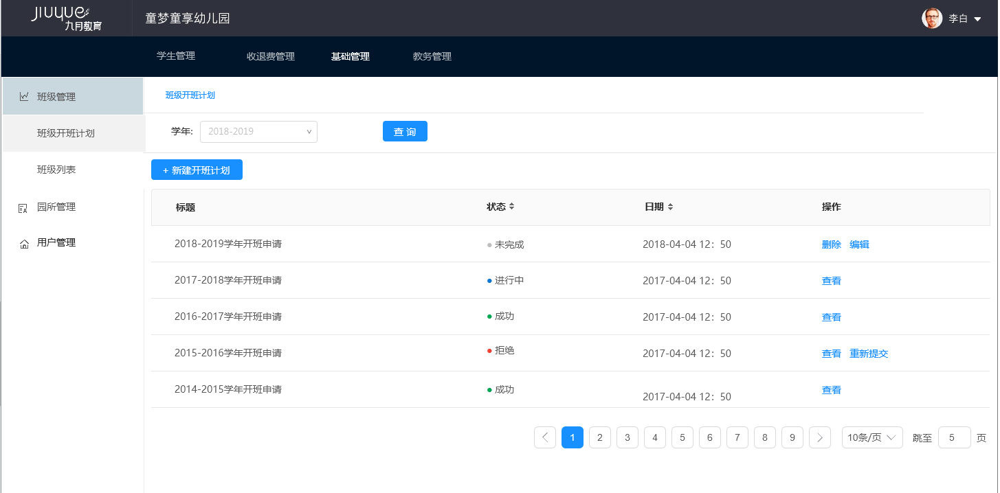 JIUYUE 童梦童享幼儿园 李白
九月教育
学生管理 收退费管理 基础管理 教务管理
班级管理 班级开班计划
班级开班计划 学年: 2018-2019 查 询
班级列表 + 新建开班计划
园所管理 标题 状态 日期 操作
用户管理 2018-2019学年开班申请 未完成 2018-04-04 12：50 删除 编辑
2017-2018学年开班申请 进行中 2017-04-04 12：50 查看
2016-2017学年开班申请 成功 2017-04-04 12：50 查看
2015-2016学年开班申请 拒绝 2017-04-04 12：50 查看 重新提交
2014-2015学年开班申请 成功 2017-04-04 12：50 查看
1 2 3 4 5 6 7 8 9 10条/页 跳至 5 页